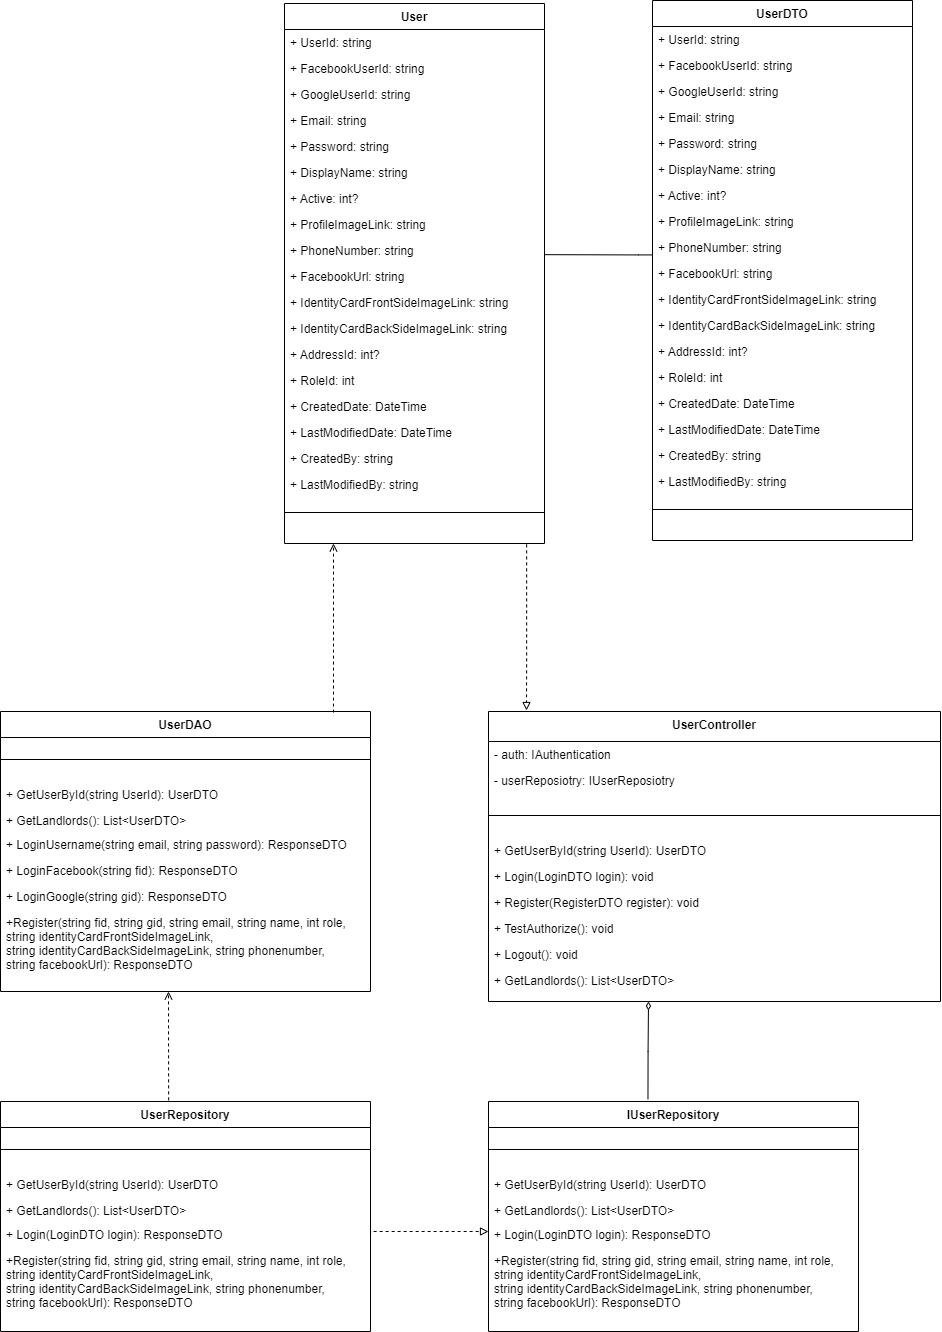 User
+ UserId: string
+ FacebookUserId: string
+ GoogleUserId: string
+ Email: string
+ Password: string
+ DisplayName: string
+ Active: int?
+ ProfileImageLink: string
+ PhoneNumber: string
+ FacebookUrl: string
+ IdentityCardFrontSideImageLink: string
+ IdentityCardBackSideImageLink: string
+ AddressId: int?
+ RoleId: int
+ CreatedDate: DateTime
+ LastModifiedDate: DateTime
+ CreatedBy: string
+ LastModifiedBy: string
UserDTO
+ UserId: string
+ FacebookUserId: string
+ GoogleUserId: string
+ Email: string
+ Password: string
+ DisplayName: string
+ Active: int?
+ ProfileImageLink: string
+ PhoneNumber: string
+ FacebookUrl: string
+ IdentityCardFrontSideImageLink: string
+ IdentityCardBackSideImageLink: string
+ AddressId: int?
+ RoleId: int
+ CreatedDate: DateTime
+ LastModifiedDate: DateTime
+ CreatedBy: string
+ LastModifiedBy: string
UserDAO
+ GetUserById(string UserId): UserDTO
+ GetLandlords(): List<UserDTO>
+ LoginUsername(string email, string password): ResponseDTO
+ LoginFacebook(string fid): ResponseDTO
+ LoginGoogle(string gid): ResponseDTO
+Register(string fid, string gid, string email, string name, int role,
string identityCardFrontSideImageLink,
string identityCardBackSideImageLink, string phonenumber,
string facebookUrl): ResponseDTO
UserController
- auth: IAuthentication
- userReposiotry: IUserReposiotry
+ GetUserById(string UserId): UserDTO
+ Login(LoginDTO login): void
+ Register(RegisterDTO register): void
+ TestAuthorize(): void
+ Logout(): void
+ GetLandlords(): List<UserDTO>
UserRepository
+ GetUserById(string UserId): UserDTO
+ GetLandlords(): List<UserDTO>
+ Login(LoginDTO login): ResponseDTO
+Register(string fid, string gid, string email, string name, int role,
string identityCardFrontSideImageLink,
string identityCardBackSideImageLink, string phonenumber,
string facebookUrl): ResponseDTO
IUserRepository
+ GetUserById(string UserId): UserDTO
+ GetLandlords(): List<UserDTO>
+ Login(LoginDTO login): ResponseDTO
+Register(string fid, string gid, string email, string name, int role,
string identityCardFrontSideImageLink,
string identityCardBackSideImageLink, string phonenumber,
string facebookUrl): ResponseDTO